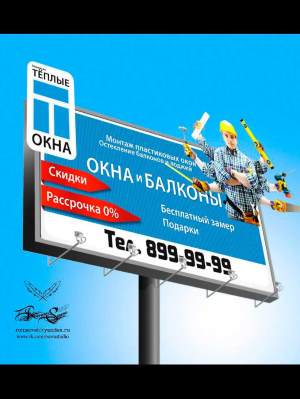 ТЁПЛЫЕ
ОКНА
Монтаж пластиковых окон
Остекление балконов и лоджий
ОКНА и БАЛКОНЫ
Скидки
Рассрочка 0%
Бесплатный замер
Подарки
Тел. 899-99-99